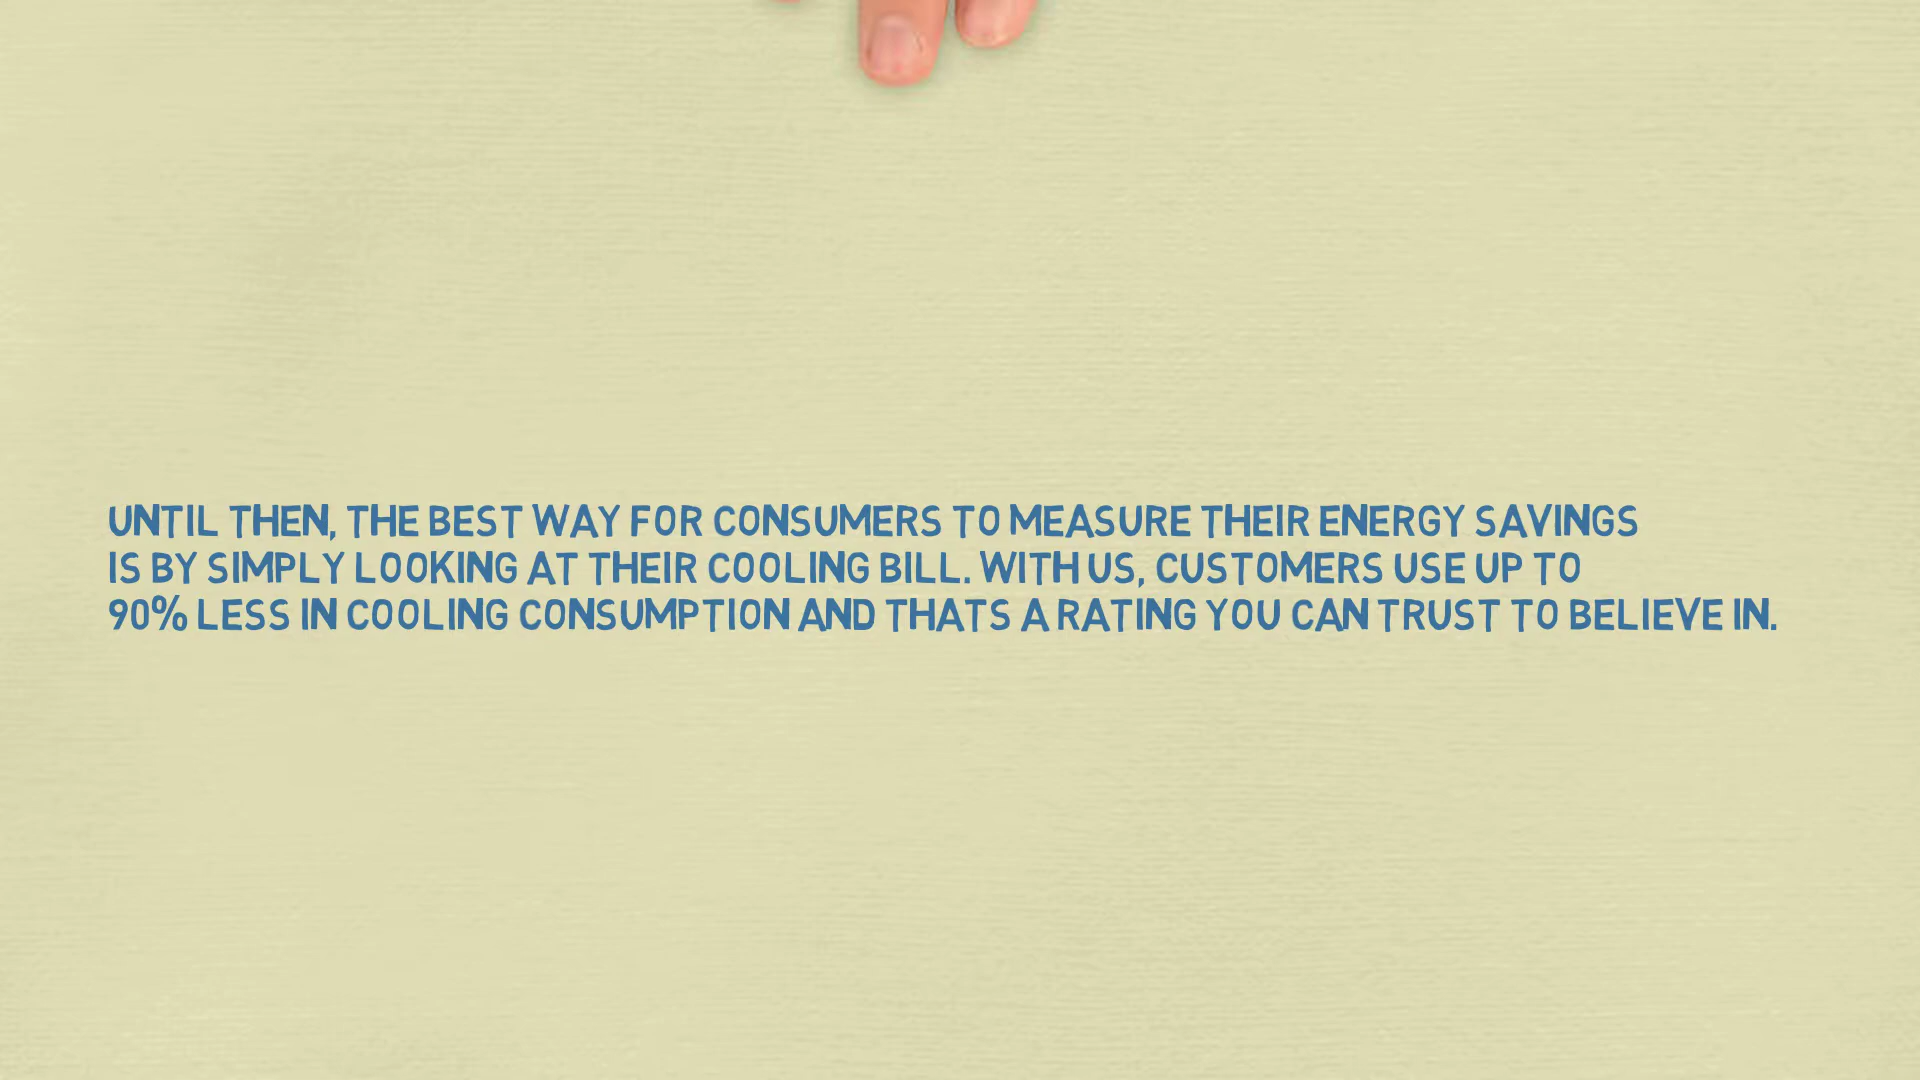 UNTIL THEN, THE BEST WAY FOR CONSUMERS TO MEASURE THEIR ENERGY SAVINGS
IS BY SIMPLY LOOKING AT THEIR COOLING BILL. WITH US, CUSTOMERS USE UP TO
90% LESS IN COOLING CONSUMPTION AND THATS A RATING YOU CAN TRUST TO BELIEVE IN.